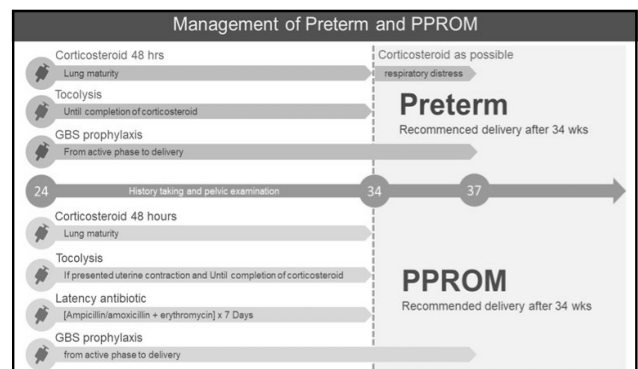 Management of Preterm and PPROM
Corticosteroid 48 hrs
Corticosteroid as possible
Lung maturity
respiratory distress
Tocolysis
Until completion of corticosteroid
Preterm
Recommenced delivery after 34 wks
GBS prophylaxis
From active phase to delivery
24
History taking and pelvic examination
34
37
Corticosteroid 48 hours
Lung maturity
Tocolysis
If presented uterine contraction and Until completion of corticosteroid
PPROM
Recommended delivery after 34 wks
Latency antibiotic
[Ampicillin/amoxicillin + erythromycin] x 7 Days
GBS prophylaxis
from active phase to delivery